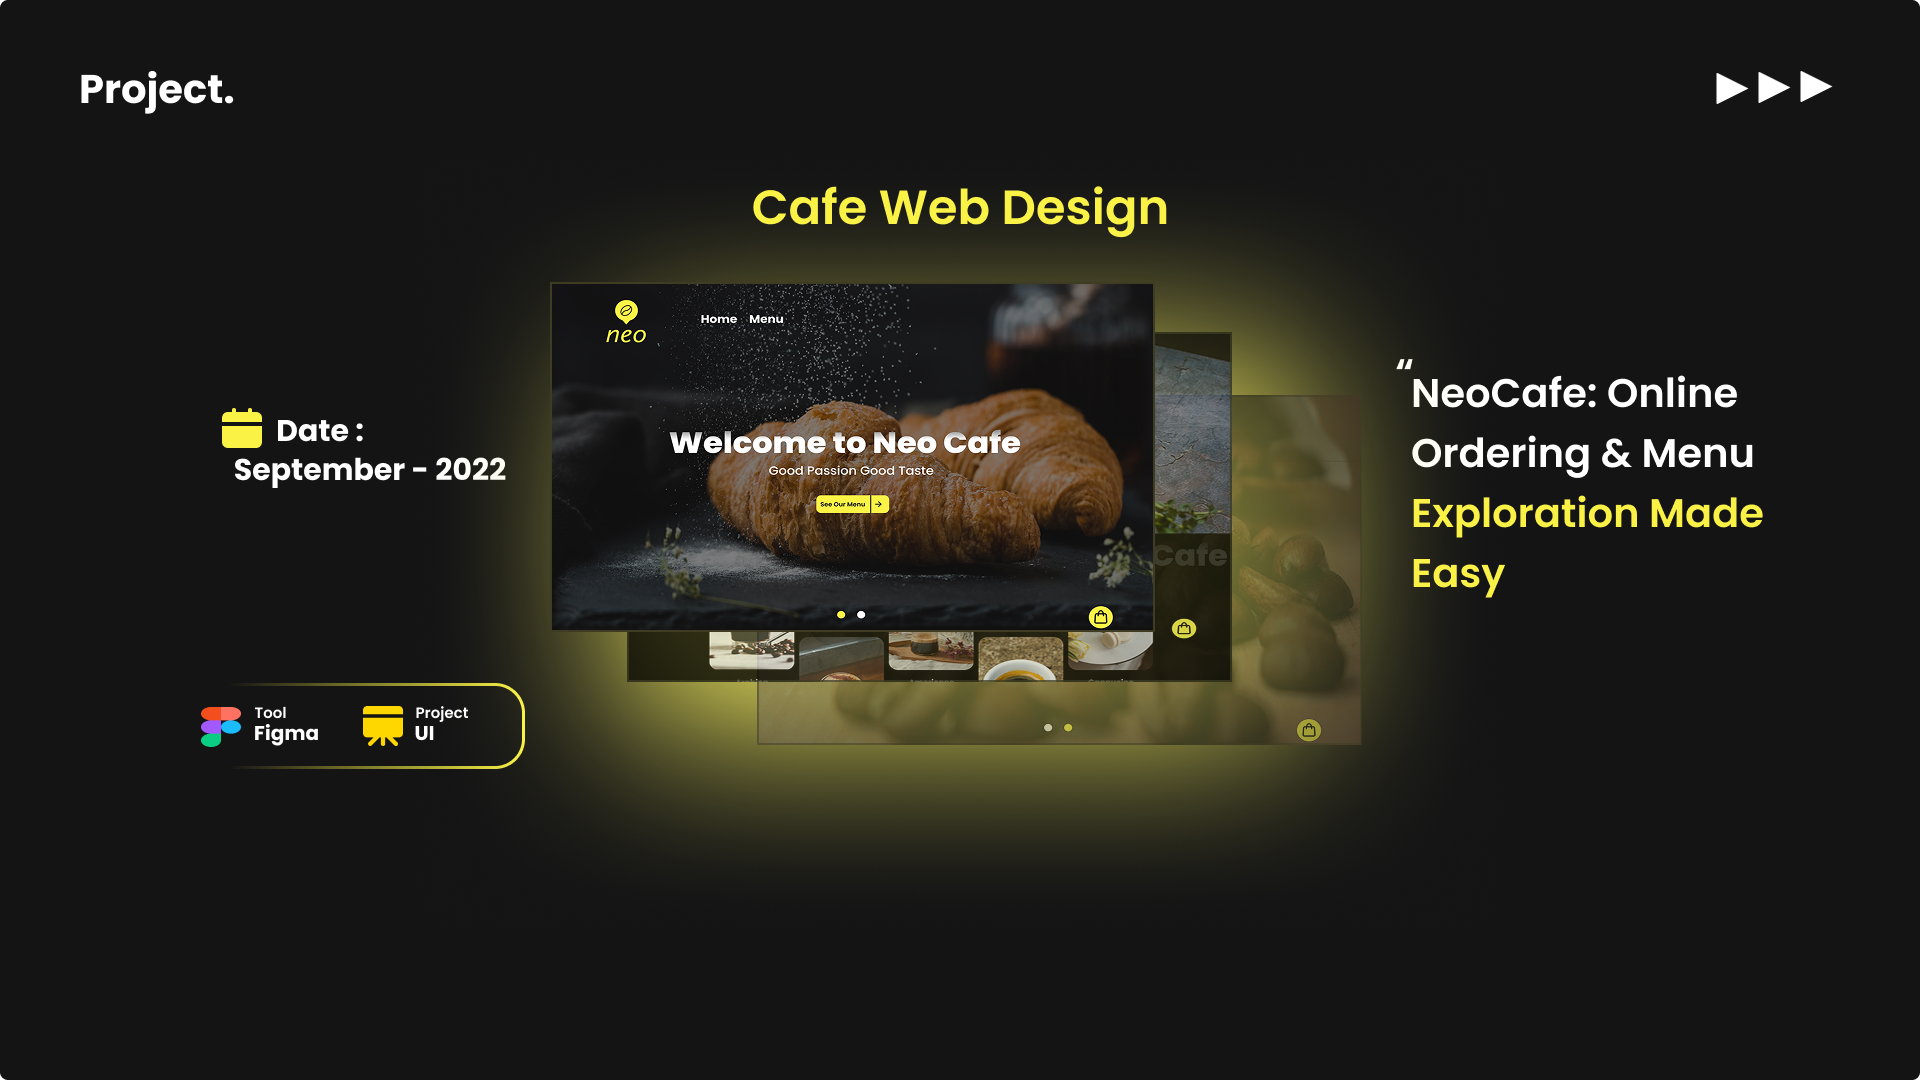 Project.
Cafe Web Design
neo
Home Menu
Welcome to Neo Cafe
Good Passion Good Taste
See Our Menu
Cafe
Date :
September - 2022
“
NeoCafe: Online
Ordering & Menu
Exploration Made
Easy
Tool
Figma
Project
UI